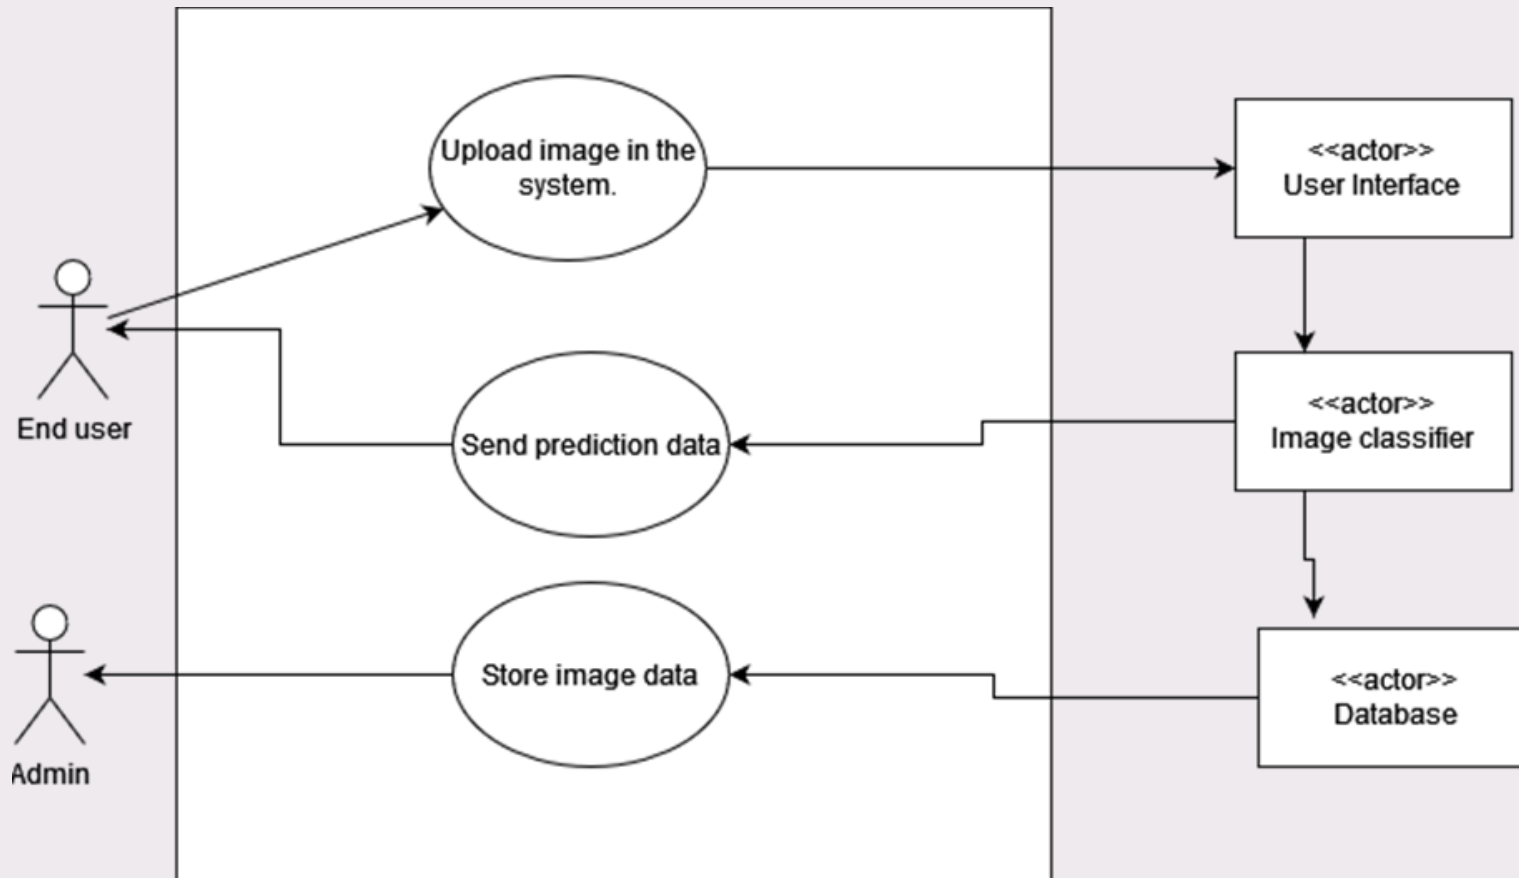 Upload image in the
system.
<<actor>>
User Interface
End user
Send prediction data
<<actor>>
Image classifier
Admin
Store image data
<<actor>>
Database